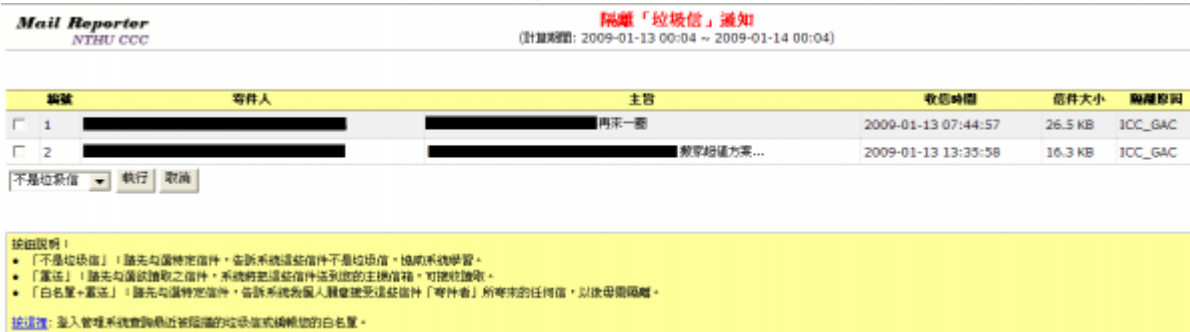 Mail Reporter
NTHU CCC
隔離「垃圾信」通知
(計算期間: 2009-01-13 00:04 ~ 2009-01-14 00:04)
編號 寄件人 主旨 收信時間 信件大小 隔離原因
1 再來一圈 2009-01-13 07:44:57 26.5 KB ICC_GAC
2 搬家超值方案... 2009-01-13 13:35:58 16.3 KB ICC_GAC
不是垃圾信 執行 取消
按鈕說明：
• 「不是垃圾信」：請先勾選特定信件，告訴系統這些信件不是垃圾信，協助系統學習。
• 「重送」：請先勾選欲讀取之信件，系統將把這些信件送到您的主機信箱，可接收讀取。
• 「白名單+重送」：請先勾選特定信件，告訴系統我個人願意接受這些信件「寄件者」所寄來的任何信，以後毋需隔離。
按這裡: 登入管理系統查詢最近被阻擋的垃圾信或編輯您的白名單。